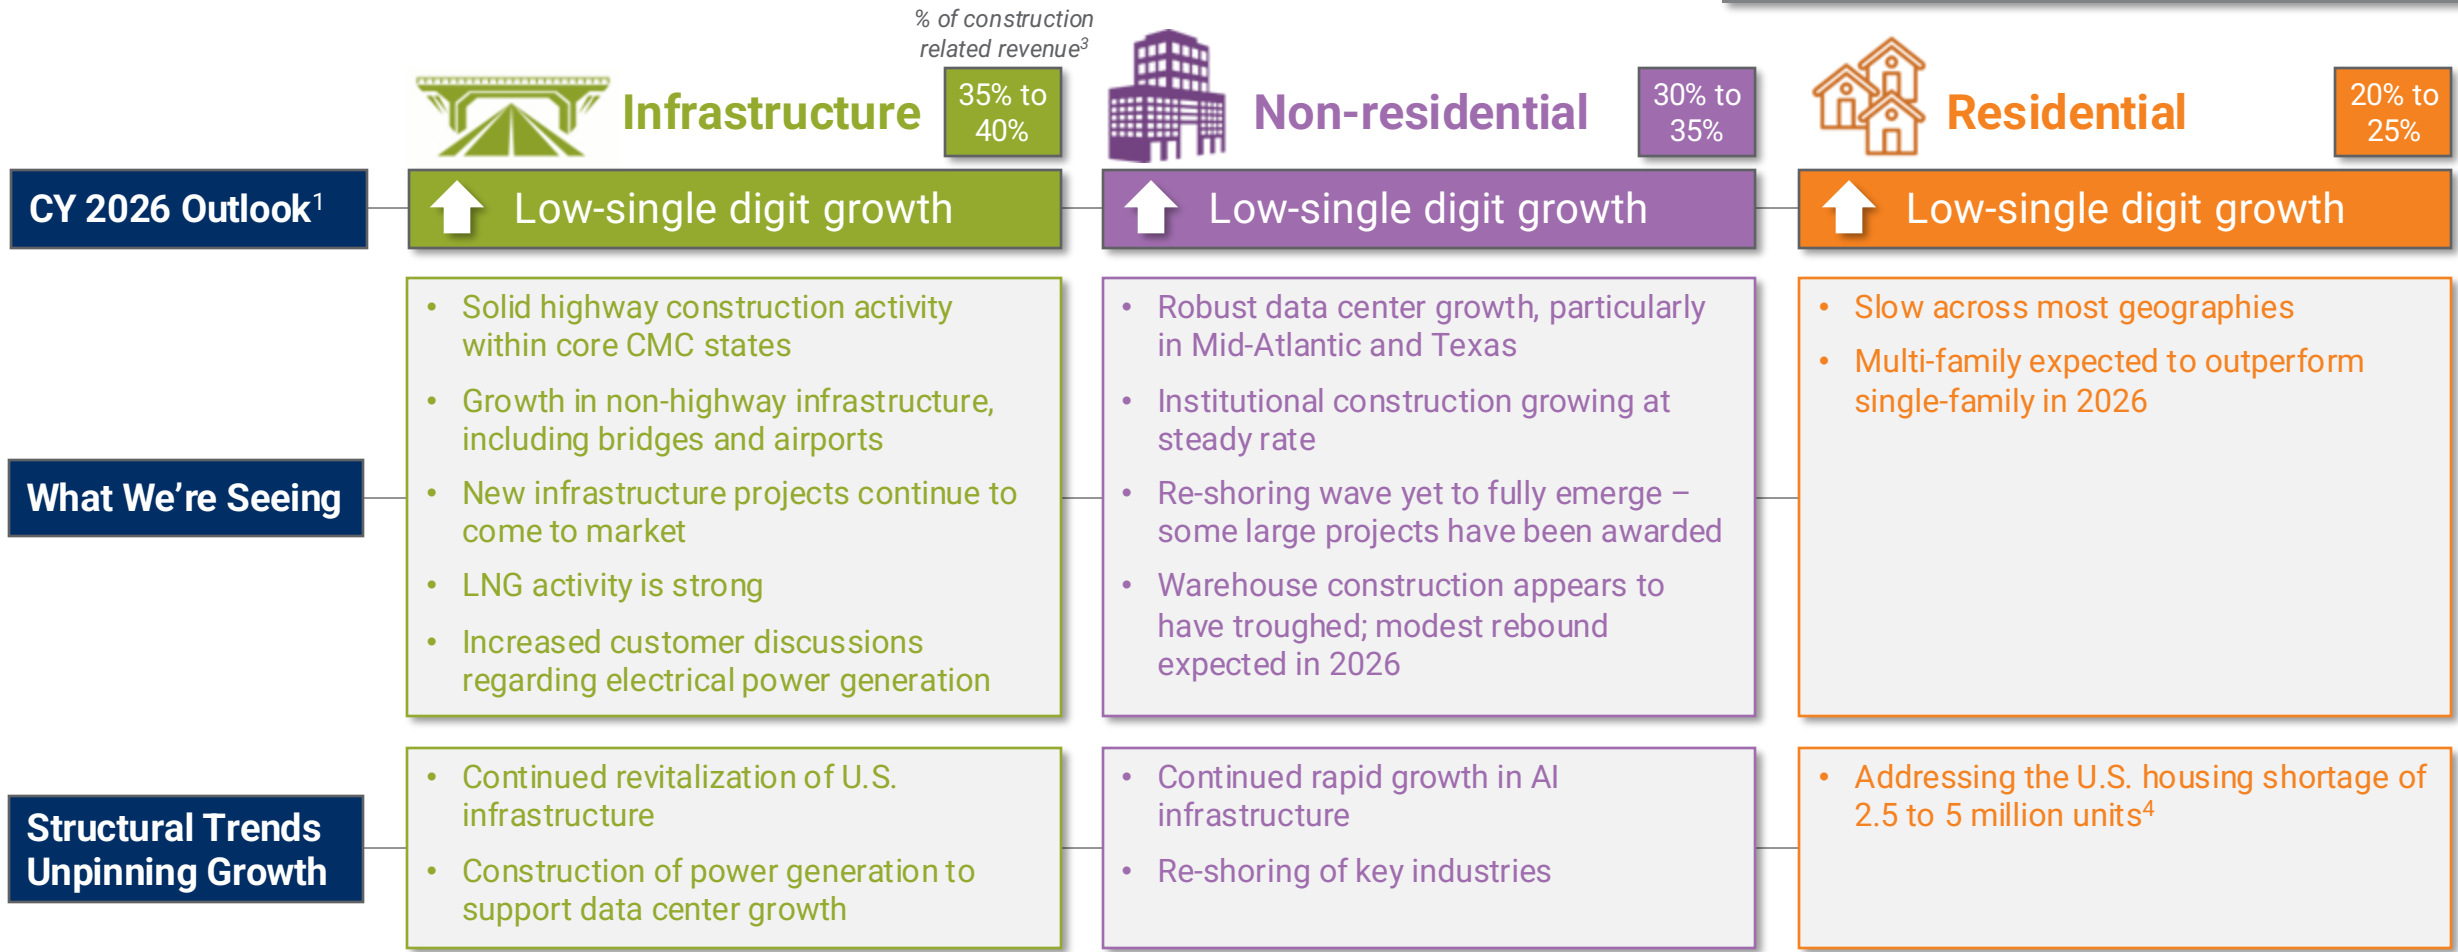 % of construction
related revenue3
Infrastructure
35% to
40%
Non-residential
30% to
35%
Residential
20% to
25%
CY 2026 Outlook1
Low-single digit growth
Low-single digit growth
Low-single digit growth
What We’re Seeing
• Solid highway construction activity
within core CMC states
• Growth in non-highway infrastructure,
including bridges and airports
• New infrastructure projects continue to
come to market
• LNG activity is strong
• Increased customer discussions
regarding electrical power generation
• Robust data center growth, particularly
in Mid-Atlantic and Texas
• Institutional construction growing at
steady rate
• Re-shoring wave yet to fully emerge –
some large projects have been awarded
• Warehouse construction appears to
have troughed; modest rebound
expected in 2026
• Slow across most geographies
• Multi-family expected to outperform
single-family in 2026
Structural Trends
Unpinning Growth
• Continued revitalization of U.S.
infrastructure
• Construction of power generation to
support data center growth
• Continued rapid growth in AI
infrastructure
• Re-shoring of key industries
• Addressing the U.S. housing shortage of
2.5 to 5 million units4